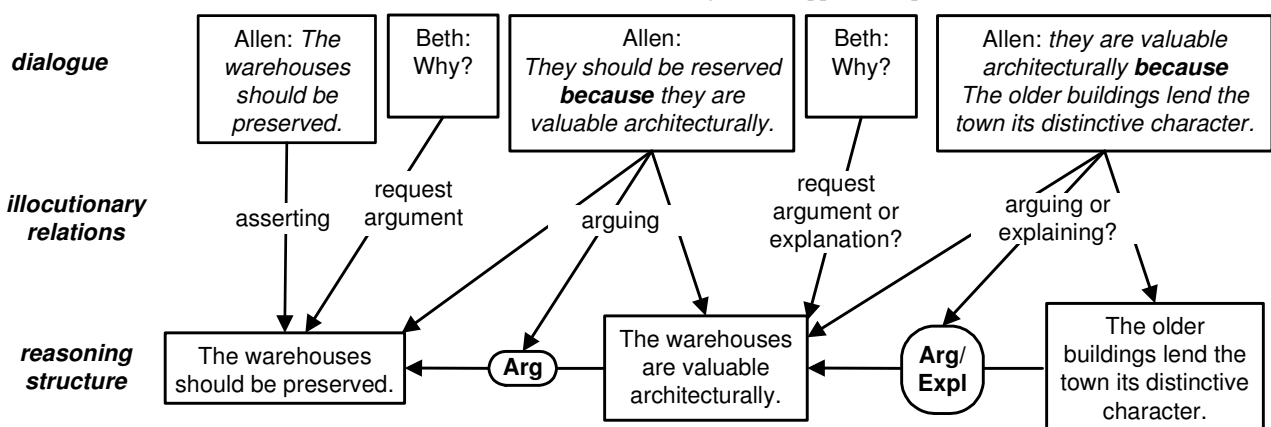 dialogue
Allen: The
warehouses
should be
preserved.
Beth:
Why?
Allen:
They should be reserved
because they are
valuable architecturally.
Beth:
Why?
Allen: they are valuable
architecturally because
The older buildings lend the
town its distinctive character.
illocutionary
relations
asserting
request
argument
arguing
request
argument or
explanation?
arguing or
explaining?
reasoning
structure
The warehouses
should be preserved.
Arg
The warehouses
are valuable
architecturally.
Arg/
Expl
The older
buildings lend the
town its distinctive
character.